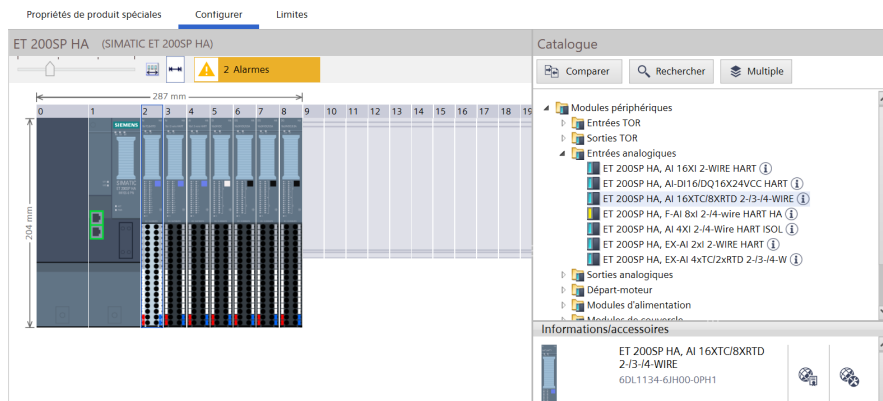 Propriétés de produit spéciales Configurer Limites
ET 200SP HA (SIMATIC ET 200SP HA)
Catalogue
2 Alarmes
Comparer Rechercher Multiple
287 mm
0 1 2 3 4 5 6 7 8 9 10 11 12 13 14 15 16 17 18 19
SIEMENS
SIMATIC
204 mm
Modules périphériques
Entrées TOR
Sorties TOR
Entrées analogiques
ET 200SP HA, AI 16XI 2-WIRE HART
ET 200SP HA, AI-DI16/DQ16X24VCC HART
ET 200SP HA, AI 16XTC/8XRTD 2-/3-/4-WIRE
ET 200SP HA, F-AI 8xI 2-/4-wire HART HA
ET 200SP HA, AI 4XI 2-/4-Wire HART ISOL
ET 200SP HA, EX-AI 2xI 2-WIRE HART
ET 200SP HA, EX-AI 4xTC/2xRTD 2-/3-/4-W
Sorties analogiques
Départ-moteur
Modules d'alimentation
Modules de couvercle
Informations/accessoires
ET 200SP HA, AI 16XTC/8XRTD
2-/3-/4-WIRE
6DL1134-6JH00-0PH1